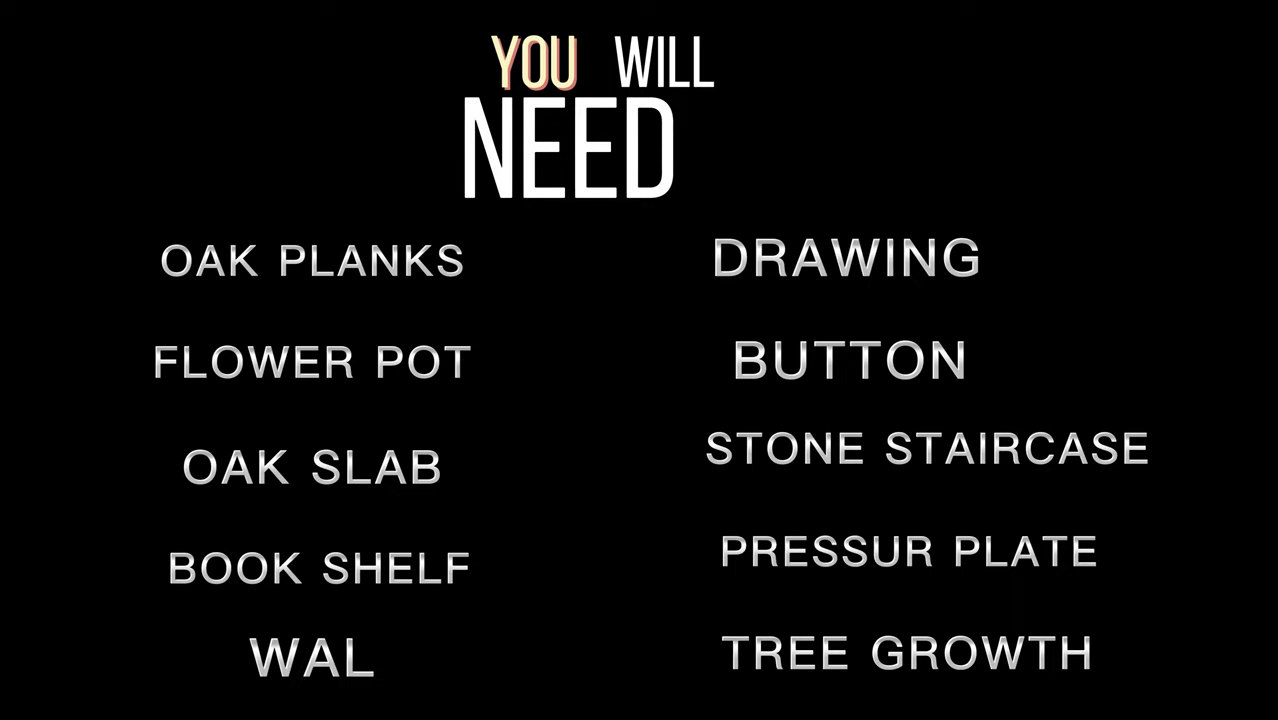 YOU WILL
NEED
OAK PLANKS
FLOWER POT
OAK SLAB
BOOK SHELF
WAL
DRAWING
BUTTON
STONE STAIRCASE
PRESSUR PLATE
TREE GROWTH